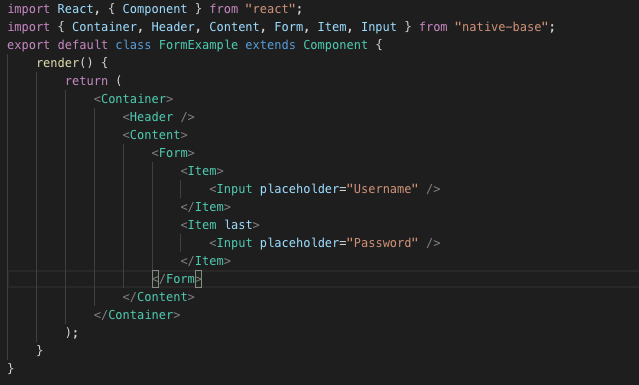 import React, { Component } from "react";
import { Container, Header, Content, Form, Item, Input } from "native-base";
export default class FormExample extends Component {
    render() {
        return (
            <Container>
                <Header />
                <Content>
                    <Form>
                        <Item>
                            <Input placeholder="Username" />
                        </Item>
                        <Item last>
                            <Input placeholder="Password" />
                        </Item>
                    </Form>
                </Content>
            </Container>
        );
    }
}